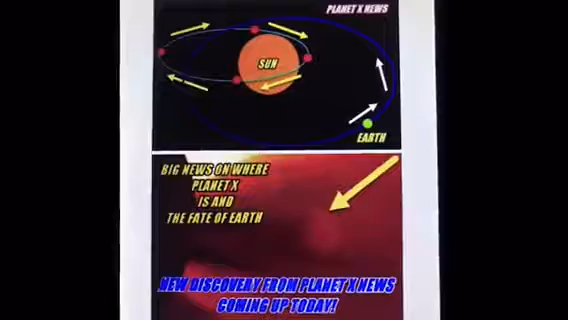 PLANET X NEWS
SUN
EARTH
BIG NEWS ON WHERE
PLANET X
IS AND
THE FATE OF EARTH
NEW DISCOVERY FROM PLANET X NEWS
COMING UP TODAY!